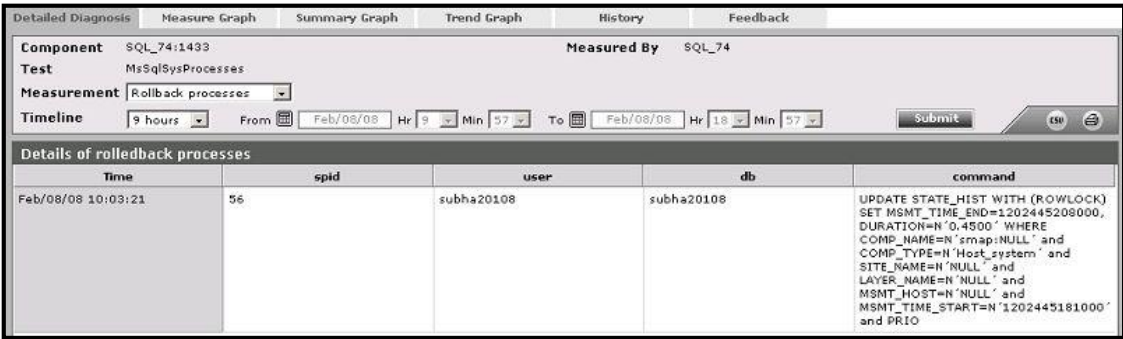 Detailed Diagnosis Measure Graph Summary Graph Trend Graph History Feedback
Component SQL_74:1433 Measured By SQL_74
Test MsSqlSysProcesses
Measurement Rollback processes
Timeline 9 hours From Feb/08/08 Hr 9 Min 57 To Feb/08/08 Hr 18 Min 57 Submit CSV
Details of rolledback processes
Time spid user db command
Feb/08/08 10:03:21 56 subha20108 subha20108 UPDATE STATE_HIST WITH (ROWLOCK)
SET MSMT_TIME_END=1202445208000,
DURATION=N´0.4500´ WHERE
COMP_NAME=N´smap:NULL´ and
COMP_TYPE=N´Host_system´ and
SITE_NAME=N´NULL´ and
LAYER_NAME=N´NULL´ and
MSMT_HOST=N´NULL´ and
MSMT_TIME_START=N´1202445181000´
and PRIO